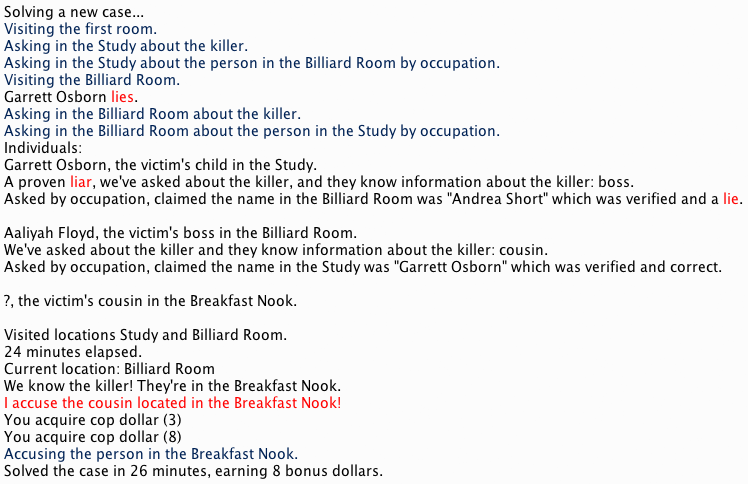 Solving a new case...
Visiting the first room.
Asking in the Study about the killer.
Asking in the Study about the person in the Billiard Room by occupation.
Visiting the Billiard Room.
Garrett Osborn lies.
Asking in the Billiard Room about the killer.
Asking in the Billiard Room about the person in the Study by occupation.
Individuals:
Garrett Osborn, the victim's child in the Study.
A proven liar, we've asked about the killer, and they know information about the killer: boss.
Asked by occupation, claimed the name in the Billiard Room was "Andrea Short" which was verified and a lie.
Aaliyah Floyd, the victim's boss in the Billiard Room.
We've asked about the killer and they know information about the killer: cousin.
Asked by occupation, claimed the name in the Study was "Garrett Osborn" which was verified and correct.
?, the victim's cousin in the Breakfast Nook.
Visited locations Study and Billiard Room.
24 minutes elapsed.
Current location: Billiard Room
We know the killer! They're in the Breakfast Nook.
I accuse the cousin located in the Breakfast Nook!
You acquire cop dollar (3)
You acquire cop dollar (8)
Accusing the person in the Breakfast Nook.
Solved the case in 26 minutes, earning 8 bonus dollars.